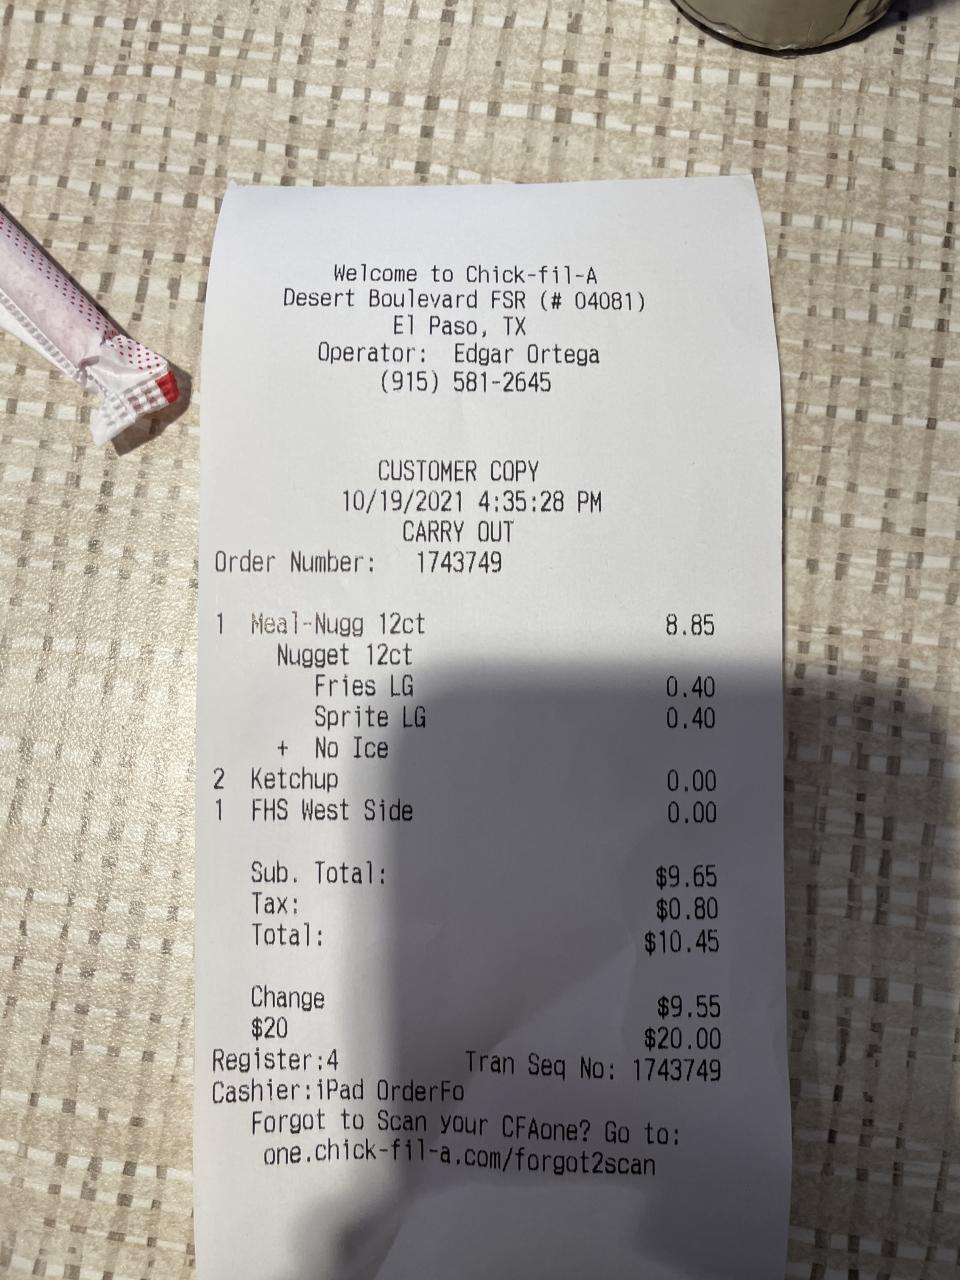 Welcome to Chick-fil-A
Desert Boulevard FSR (# 04081)
El Paso, TX
Operator: Edgar Ortega
(915) 581-2645
CUSTOMER COPY
10/19/2021 4:35:28 PM
CARRY OUT
Order Number: 1743749
1 Meal-Nugg 12ct 8.85
Nugget 12ct
Fries LG 0.40
Sprite LG 0.40
+ No Ice
2 Ketchup 0.00
1 FHS West Side 0.00
Sub. Total: $9.65
Tax: $0.80
Total: $10.45
Change $9.55
$20 $20.00
Register:4 Tran Seq No: 1743749
Cashier:iPad OrderFo
Forgot to Scan your CFAone? Go to:
one.chick-fil-a.com/forgot2scan